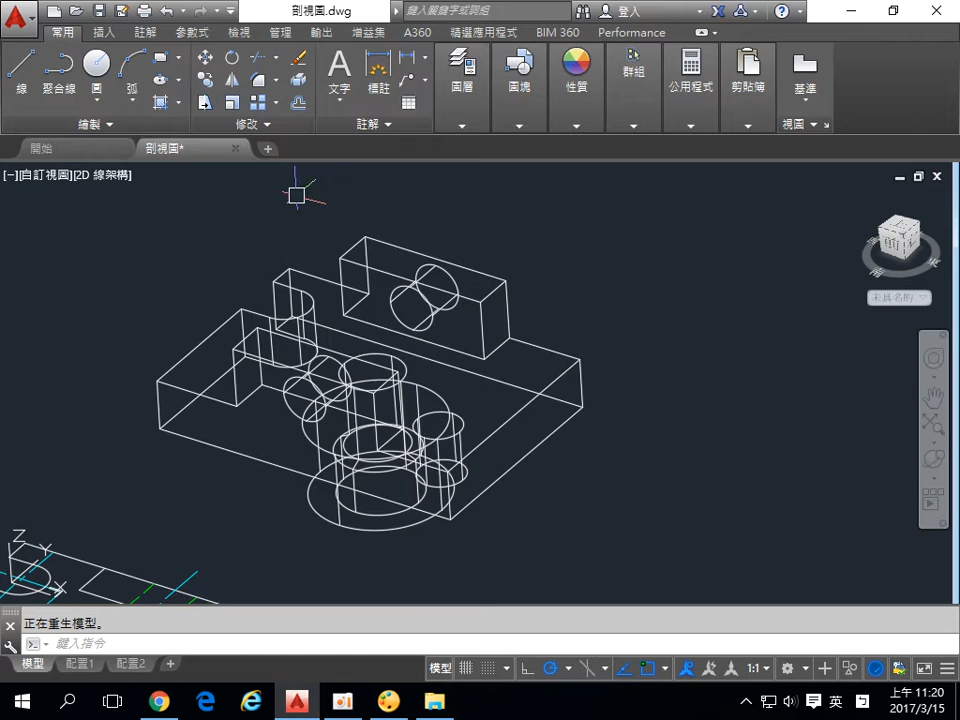 剖視圖.dwg
鍵入關鍵字或詞組
登入
常用 插入 註解 參數式 檢視 管理 輸出 增益集 A360 精選應用程式 BIM 360 Performance
線 聚合線 圓 弧 文字 標註 圖層 圖塊 性質 群組 公用程式 剪貼簿 基準
繪製 修改 註解 視圖
開始 剖視圖*
[−][自訂視圖][2D 線架構]
前
南
東
未具名的
Z
Y
X
正在重生模型。
鍵入指令
模型 配置1 配置2 模型 1:1
英
上午 11:20
2017/3/15